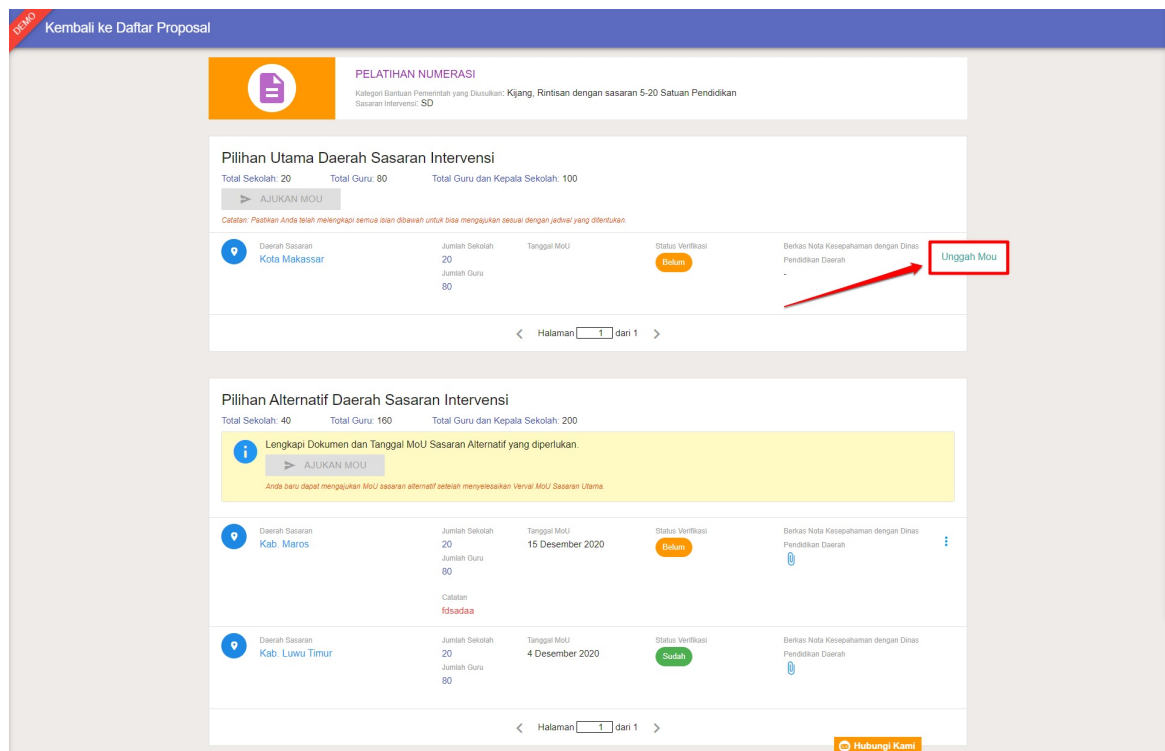 DEMO
Kembali ke Daftar Proposal
PELATIHAN NUMERASI
Kategori Bantuan Pemerintah yang Diusulkan: Kijang, Rintisan dengan sasaran 5-20 Satuan Pendidikan
Sasaran Intervensi: SD
Pilihan Utama Daerah Sasaran Intervensi
Total Sekolah: 20 Total Guru: 80 Total Guru dan Kepala Sekolah: 100
AJUKAN MOU
Catatan: Pastikan Anda telah melengkapi semua isian dibawah untuk bisa mengajukan sesuai dengan jadwal yang ditentukan.
Daerah Sasaran Jumlah Sekolah Tanggal MoU Status Verifikasi Berkas Nota Kesepahaman dengan Dinas
Kota Makassar 20 Belum Pendidikan Daerah Unggah Mou
Jumlah Guru -
80
Halaman 1 dari 1
Pilihan Alternatif Daerah Sasaran Intervensi
Total Sekolah: 40 Total Guru: 160 Total Guru dan Kepala Sekolah: 200
Lengkapi Dokumen dan Tanggal MoU Sasaran Alternatif yang diperlukan.
AJUKAN MOU
Anda baru dapat mengajukan MoU sasaran alternatif setelah menyelesaikan Verval MoU Sasaran Utama.
Daerah Sasaran Jumlah Sekolah Tanggal MoU Status Verifikasi Berkas Nota Kesepahaman dengan Dinas
Kab. Maros 20 15 Desember 2020 Belum Pendidikan Daerah
Jumlah Guru
80
Catatan
fdsadaa
Daerah Sasaran Jumlah Sekolah Tanggal MoU Status Verifikasi Berkas Nota Kesepahaman dengan Dinas
Kab. Luwu Timur 20 4 Desember 2020 Sudah Pendidikan Daerah
Jumlah Guru
80
Halaman 1 dari 1
Hubungi Kami